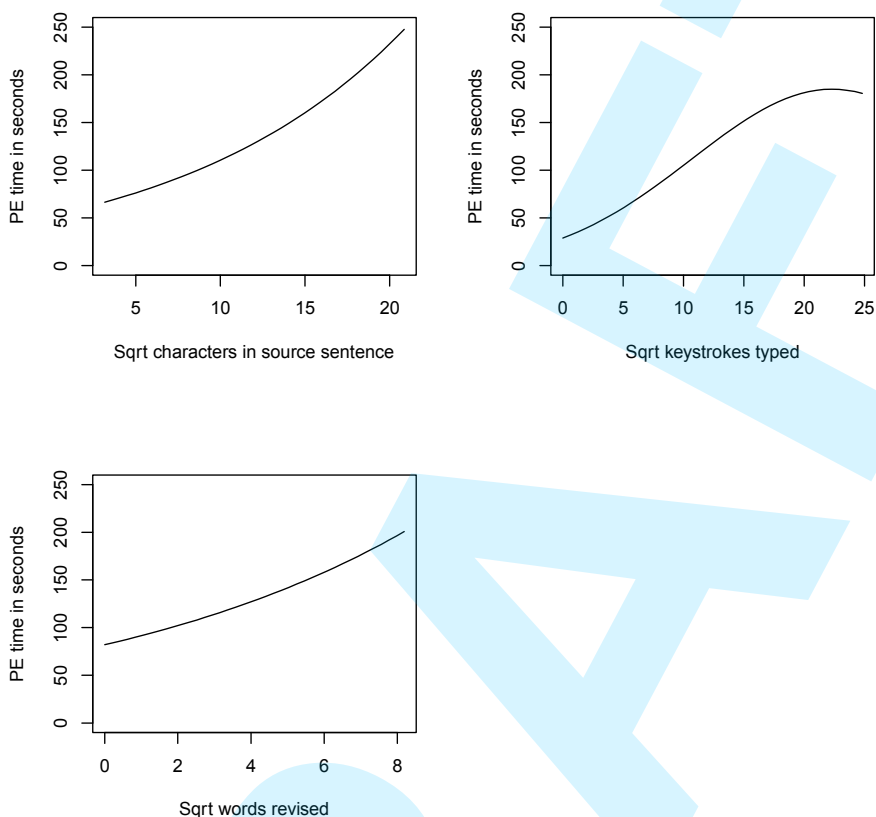 PE time in seconds
0 50 100 150 200 250
5 10 15 20
Sqrt characters in source sentence
PE time in seconds
0 50 100 150 200 250
0 5 10 15 20 25
Sqrt keystrokes typed
PE time in seconds
0 50 100 150 200 250
0 2 4 6 8
Sqrt words revised